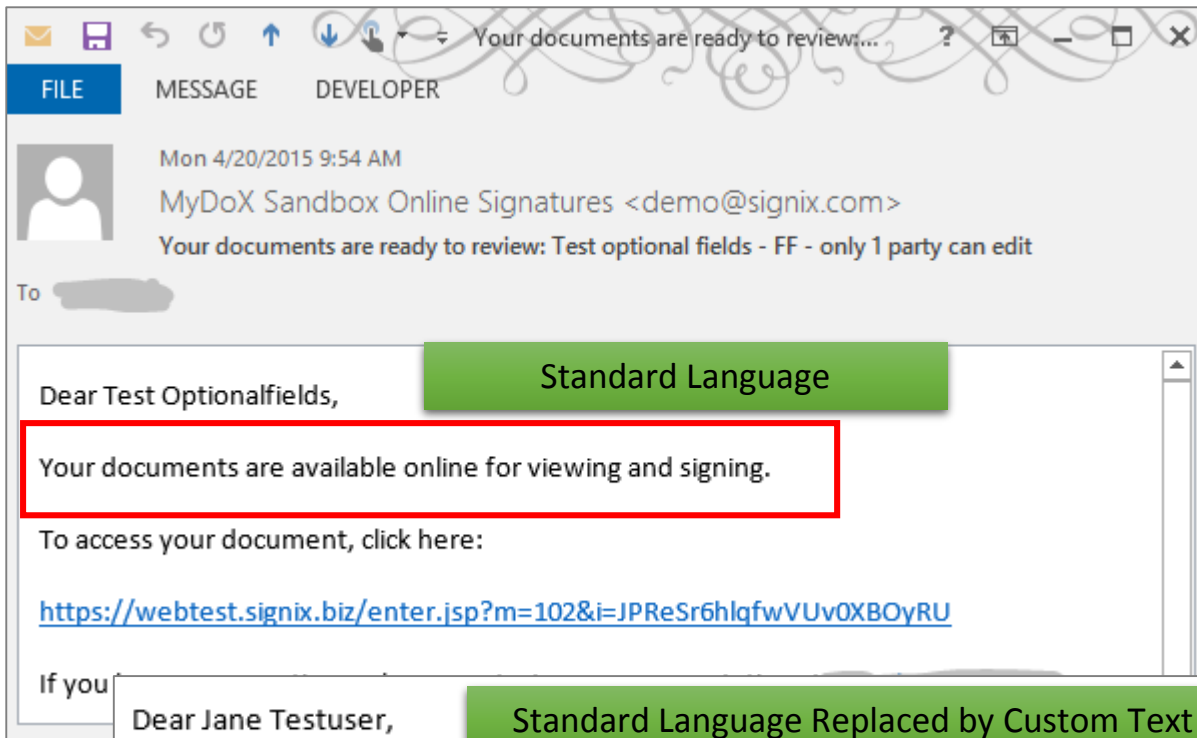 Your documents are ready to review:... ?
FILE MESSAGE DEVELOPER
Mon 4/20/2015 9:54 AM
MyDoX Sandbox Online Signatures <demo@signix.com>
Your documents are ready to review: Test optional fields - FF - only 1 party can edit
To
Standard Language
Dear Test Optionalfields,
Your documents are available online for viewing and signing.
To access your document, click here:
https://webtest.signix.biz/enter.jsp?m=102&i=JPReSr6hlqfwVUv0XBOyRU
If you
Dear Jane Testuser,
Standard Language Replaced by Custom Text